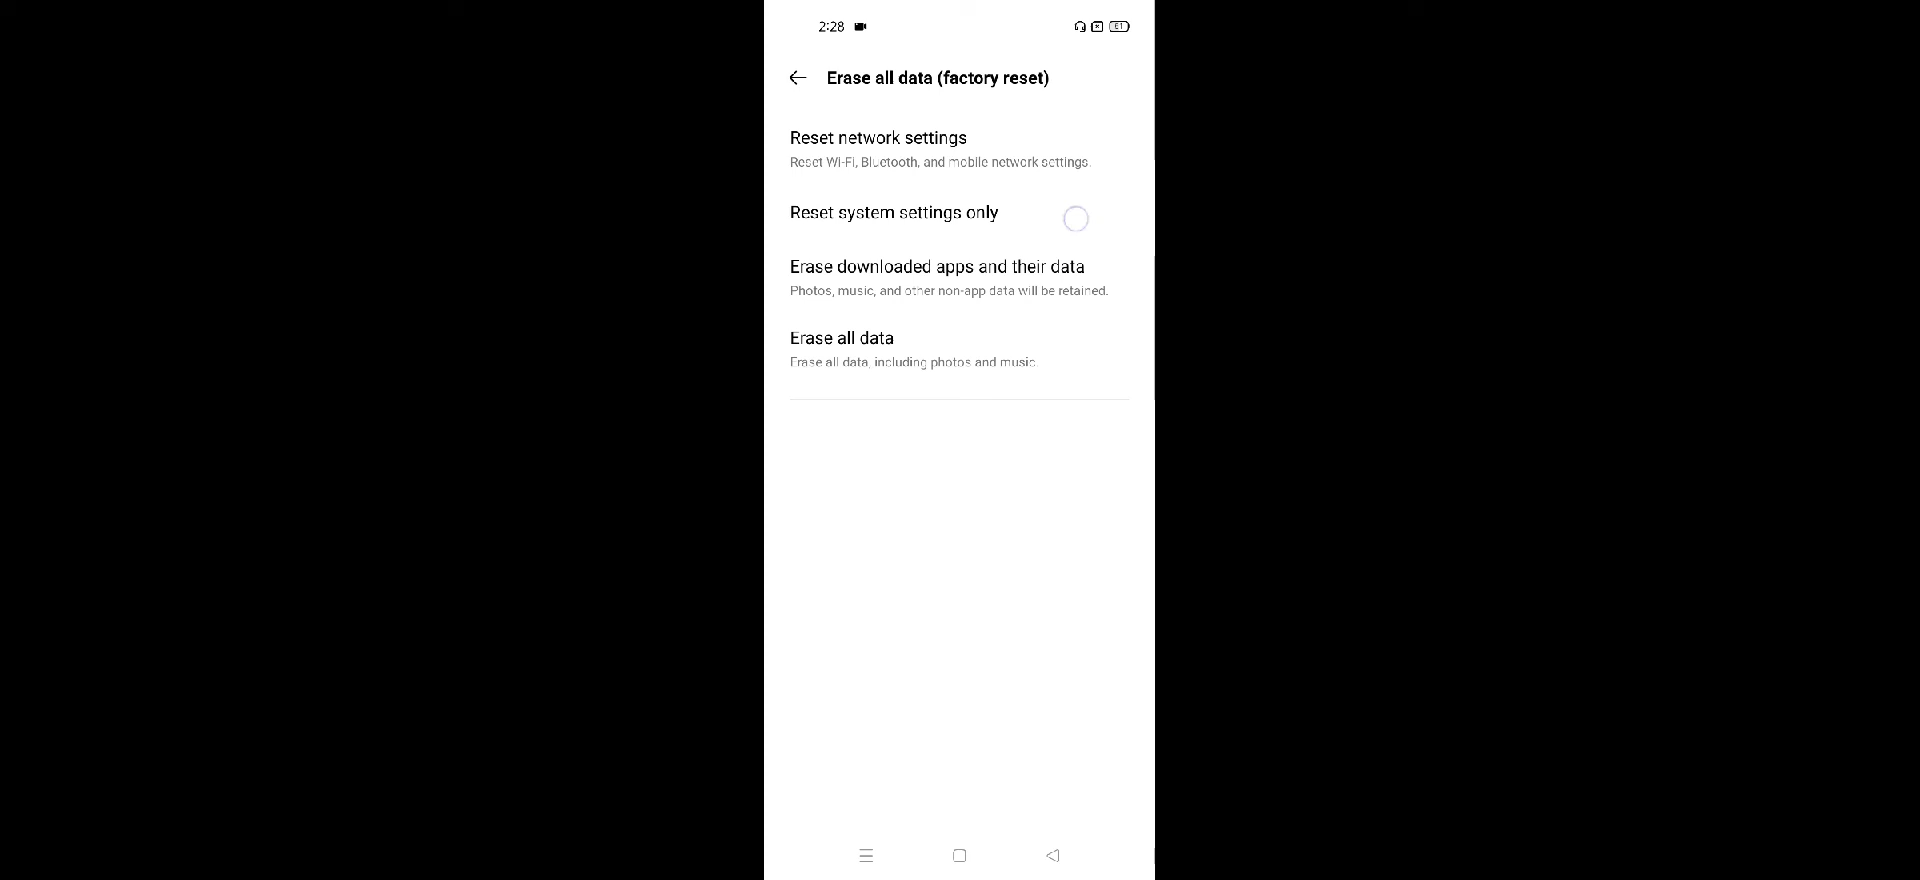 2:28
61
Erase all data (factory reset)
Reset network settings
Reset Wi-Fi, Bluetooth, and mobile network settings.
Reset system settings only
Erase downloaded apps and their data
Photos, music, and other non-app data will be retained.
Erase all data
Erase all data, including photos and music.